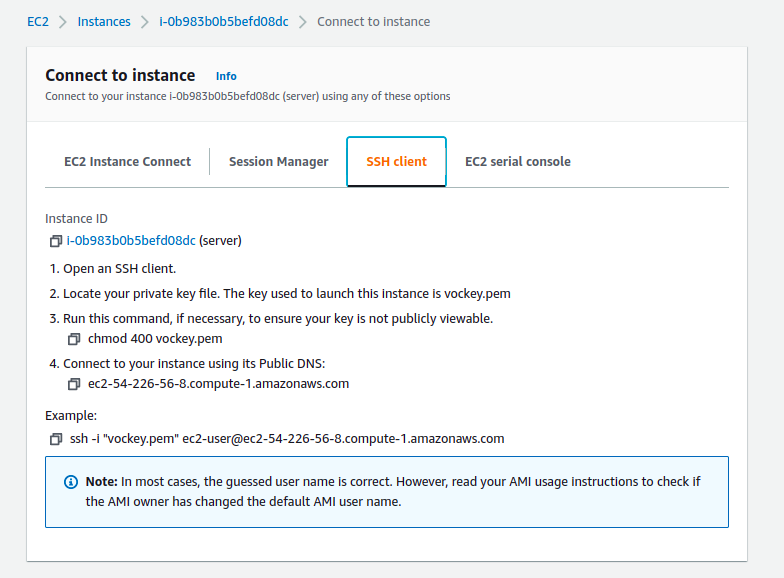 EC2 > Instances > i-0b983b0b5befd08dc > Connect to instance
Connect to instance Info
Connect to your instance i-0b983b0b5befd08dc (server) using any of these options
EC2 Instance Connect Session Manager SSH client EC2 serial console
Instance ID
i-0b983b0b5befd08dc (server)
1. Open an SSH client.
2. Locate your private key file. The key used to launch this instance is vockey.pem
3. Run this command, if necessary, to ensure your key is not publicly viewable.
chmod 400 vockey.pem
4. Connect to your instance using its Public DNS:
ec2-54-226-56-8.compute-1.amazonaws.com
Example:
ssh -i "vockey.pem" ec2-user@ec2-54-226-56-8.compute-1.amazonaws.com
Note: In most cases, the guessed user name is correct. However, read your AMI usage instructions to check if
the AMI owner has changed the default AMI user name.